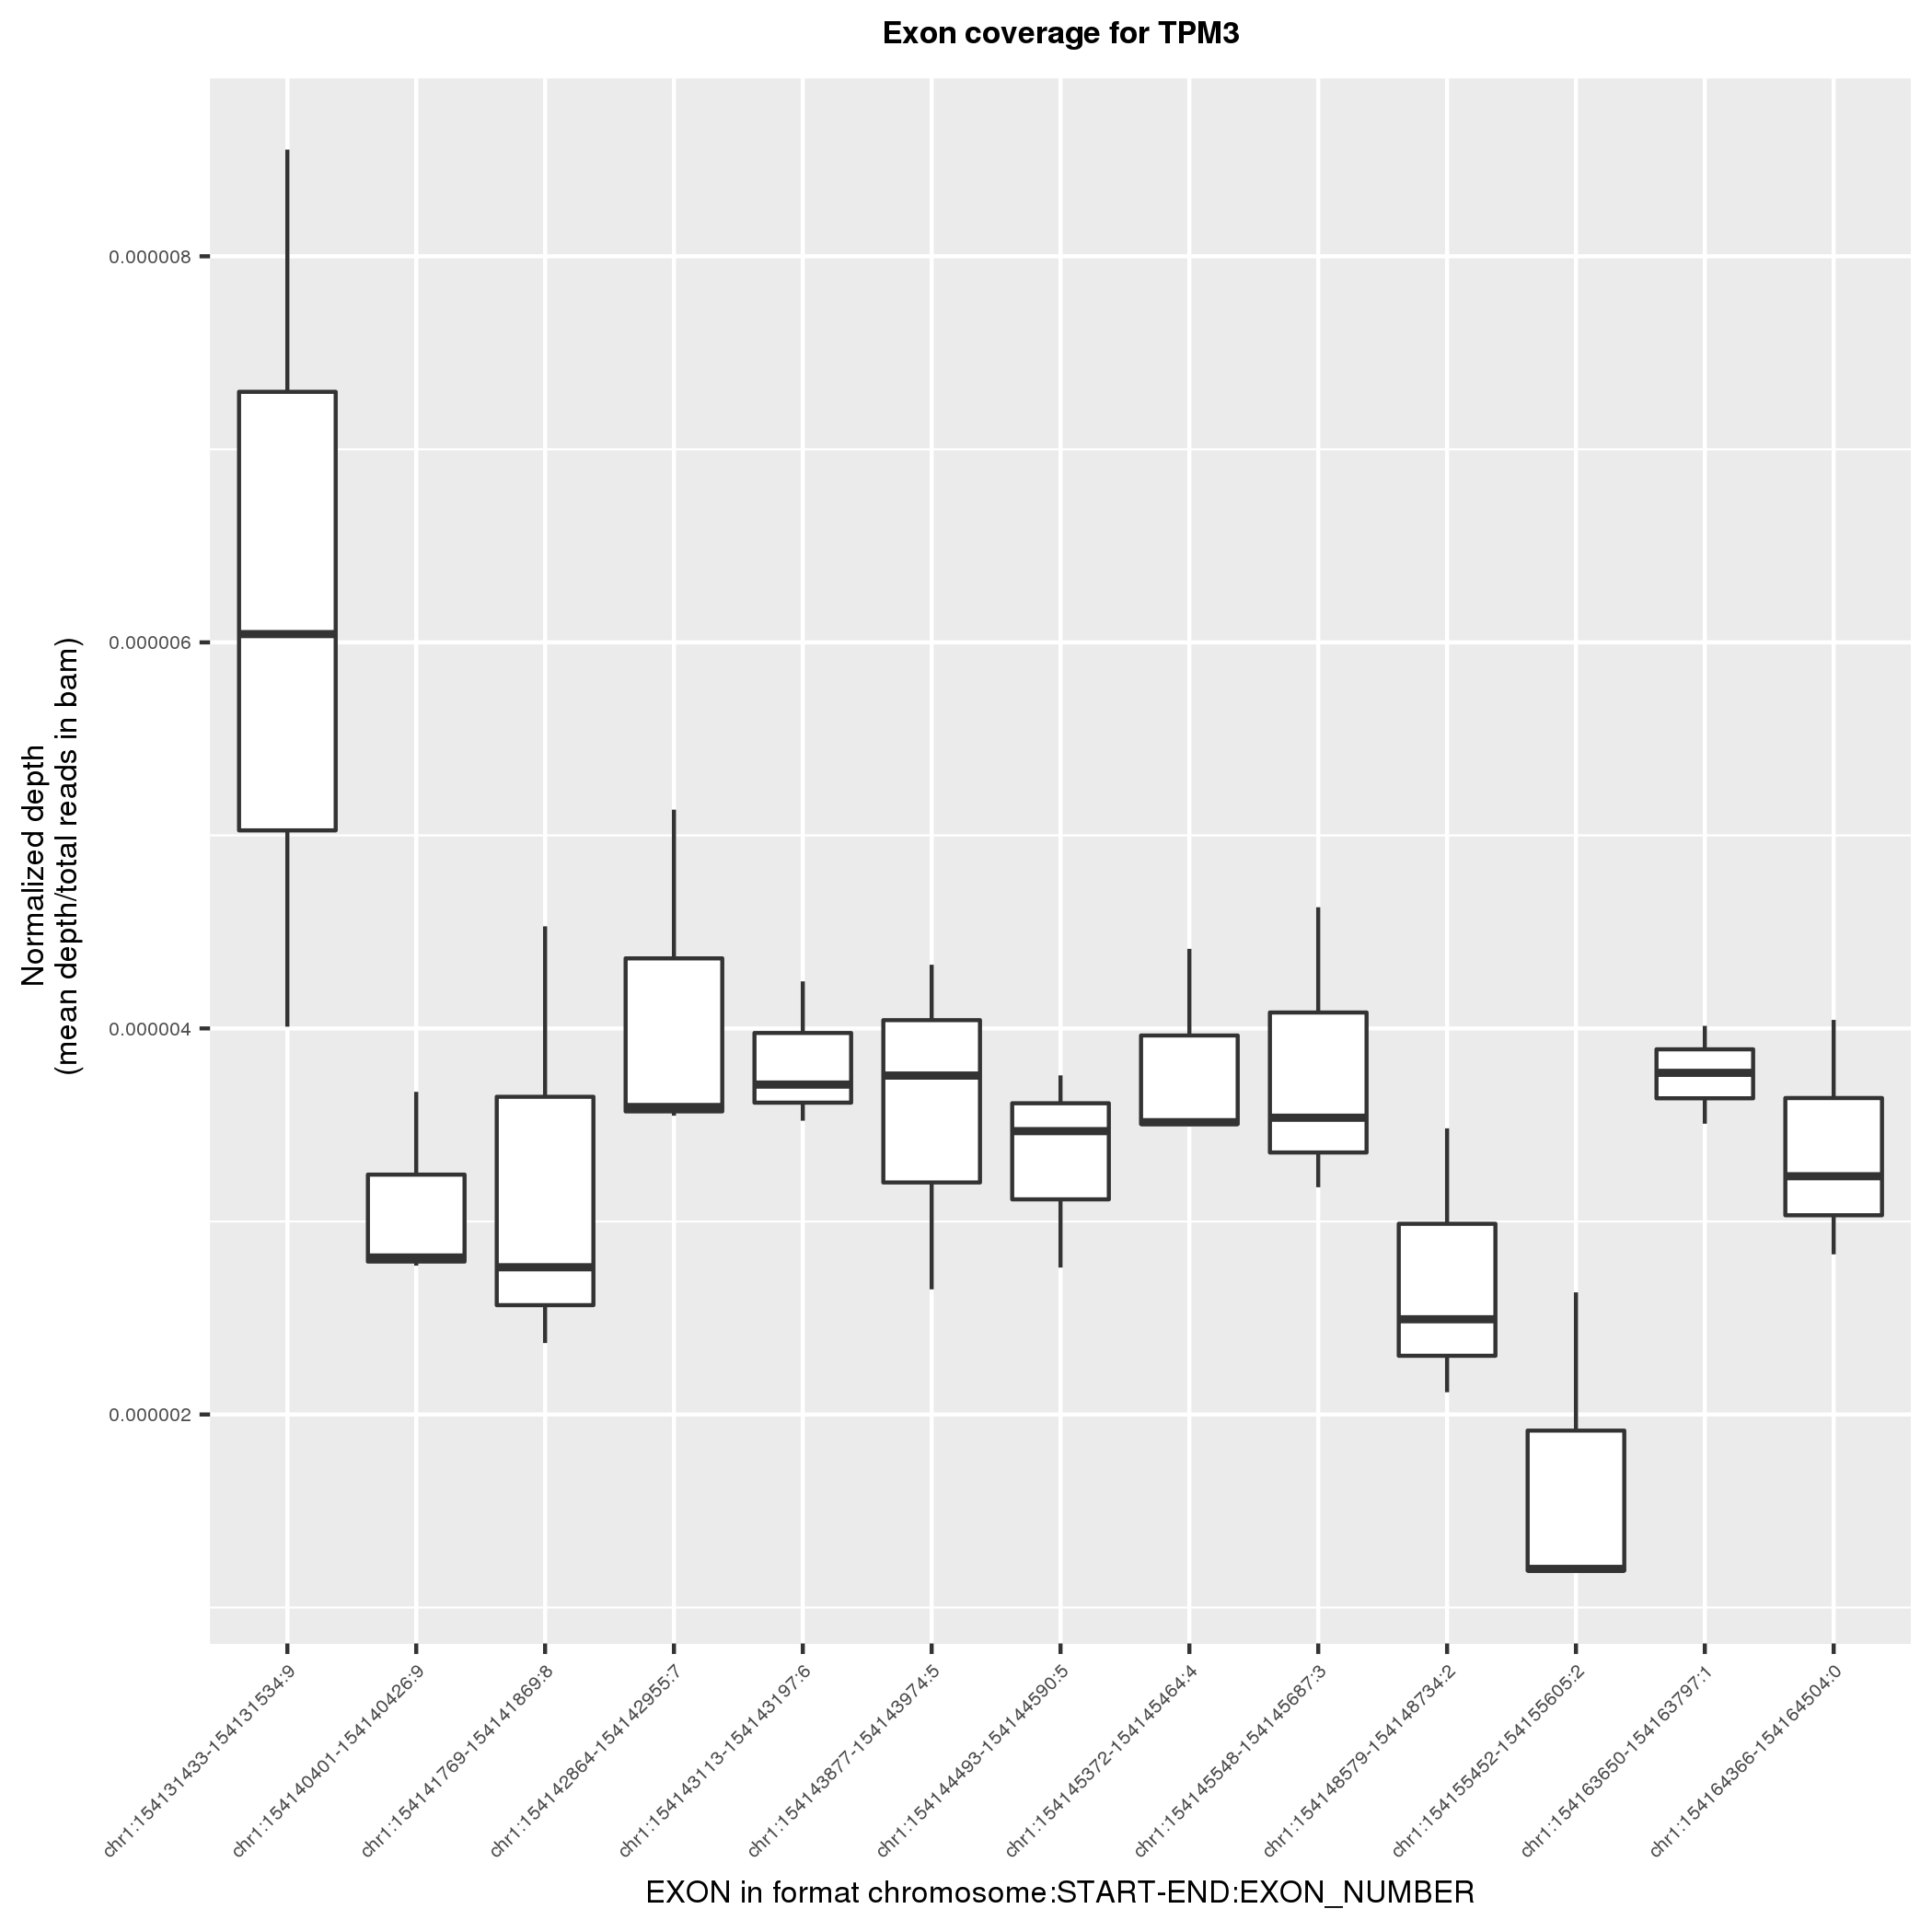 Exon coverage for TPM3
0.000008
0.000006
0.000004
0.000002
Normalized depth
(mean depth/total reads in bam)
chr1:154131433-154131534:9
chr1:154140401-154140426:9
chr1:154141769-154141869:8
chr1:154142864-154142955:7
chr1:154143113-154143197:6
chr1:154143877-154143974:5
chr1:154144493-154144590:5
chr1:154145372-154145464:4
chr1:154145548-154145687:3
chr1:154148579-154148734:2
chr1:154155452-154155605:2
chr1:154163650-154163797:1
chr1:154164366-154164504:0
EXON in format chromosome:START-END:EXON_NUMBER